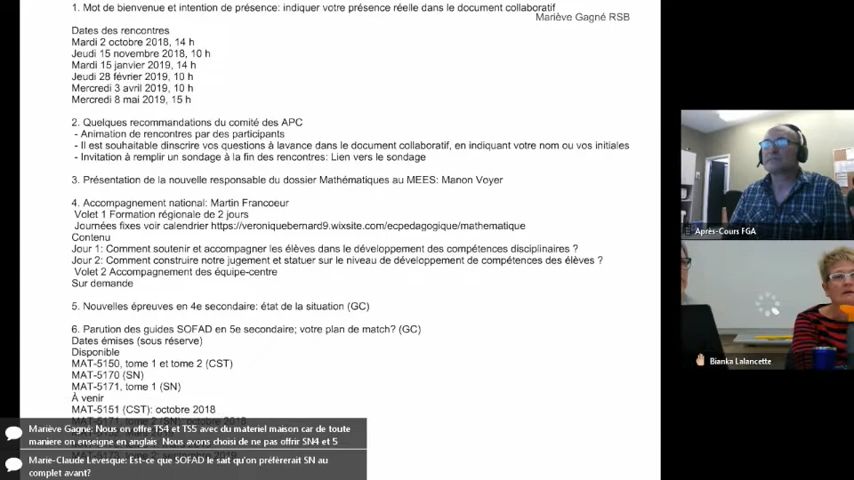 1. Mot de bienvenue et intention de présence: indiquer votre présence réelle dans le document collaboratif
Mariève Gagné RSB
Dates des rencontres
Mardi 2 octobre 2018, 14 h
Jeudi 15 novembre 2018, 10 h
Mardi 15 janvier 2019, 14 h
Jeudi 28 février 2019, 10 h
Mercredi 3 avril 2019, 10 h
Mercredi 8 mai 2019, 15 h
2. Quelques recommandations du comité des APC
- Animation de rencontres par des participants
- Il est souhaitable dinscrire vos questions à lavance dans le document collaboratif, en indiquant votre nom ou vos initiales
- Invitation à remplir un sondage à la fin des rencontres: Lien vers le sondage
3. Présentation de la nouvelle responsable du dossier Mathématiques au MEES: Manon Voyer
4. Accompagnement national: Martin Francoeur
Volet 1 Formation régionale de 2 jours
Journées fixes voir calendrier https://veroniquebernard9.wixsite.com/ecpedagogique/mathematique
Contenu
Jour 1: Comment soutenir et accompagner les élèves dans le développement des compétences disciplinaires ?
Jour 2: Comment construire notre jugement et statuer sur le niveau de développement de compétences des élèves ?
Volet 2 Accompagnement des équipe-centre
Sur demande
5. Nouvelles épreuves en 4e secondaire: état de la situation (GC)
6. Parution des guides SOFAD en 5e secondaire; votre plan de match? (GC)
Dates émises (sous réserve)
Disponible
MAT-5150, tome 1 et tome 2 (CST)
MAT-5170 (SN)
MAT-5171, tome 1 (SN)
À venir
MAT-5151 (CST): octobre 2018
MAT-5171, tome 2 (SN), octobre 2018
Mariève Gagné: Nous on offre TS4 et TS5 avec du materiel maison car de toute
maniere on enseigne en anglais. Nous avons choisi de ne pas offrir SN4 et 5
Marie-Claude Levesque: Est-ce que SOFAD le sait qu'on préférerait SN au
complet avant?
Après-Cours FGA
Bianka Lalancette